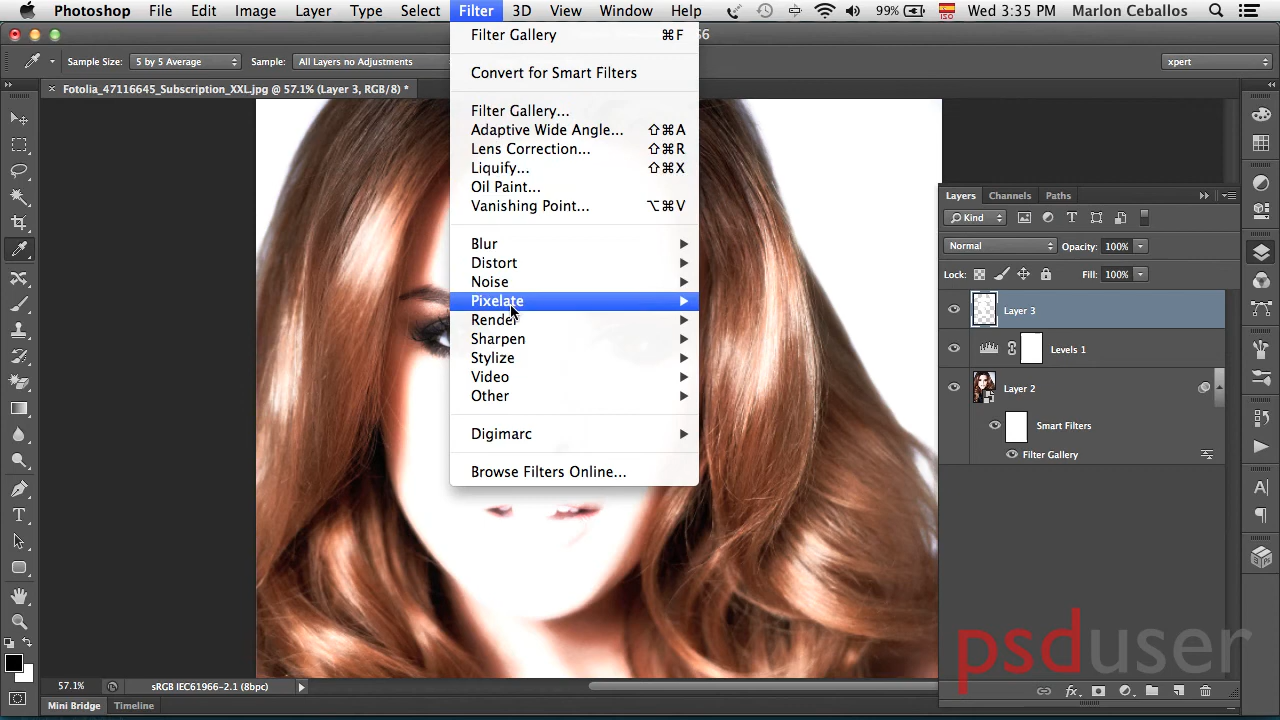 Photoshop File Edit Image Layer Type Select Filter 3D View Window Help 99% ISO Wed 3:35 PM Marlon Ceballos
6
Sample Size: 5 by 5 Average Sample: All Layers no Adjustments xpert
Fotolia_47116645_Subscription_XXL.jpg @ 57.1% (Layer 3, RGB/8) *
Filter Gallery ⌘F
Convert for Smart Filters
Filter Gallery...
Adaptive Wide Angle... ⇧⌘A
Lens Correction... ⇧⌘R
Liquify... ⇧⌘X
Oil Paint...
Vanishing Point... ⌥⌘V
Blur
Distort
Noise
Pixelate
Render
Sharpen
Stylize
Video
Other
Digimarc
Browse Filters Online...
Layers Channels Paths
Kind
Normal Opacity: 100%
Lock: Fill: 100%
Layer 3
Levels 1
Layer 2
Smart Filters
Filter Gallery
psduser
57.1% sRGB IEC61966-2.1 (8bpc)
Mini Bridge Timeline